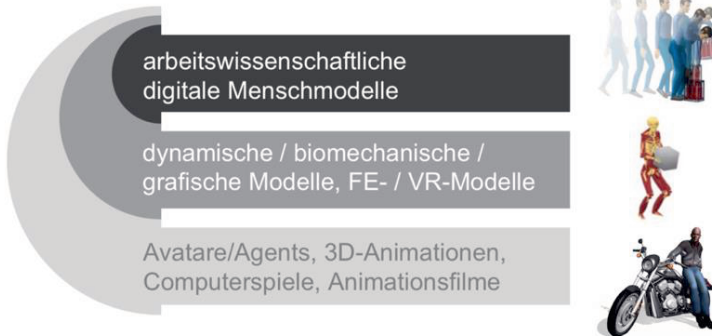 arbeitswissenschaftliche
digitale Menschmodelle
dynamische / biomechanische /
grafische Modelle, FE- / VR-Modelle
Avatare/Agents, 3D-Animationen,
Computerspiele, Animationsfilme